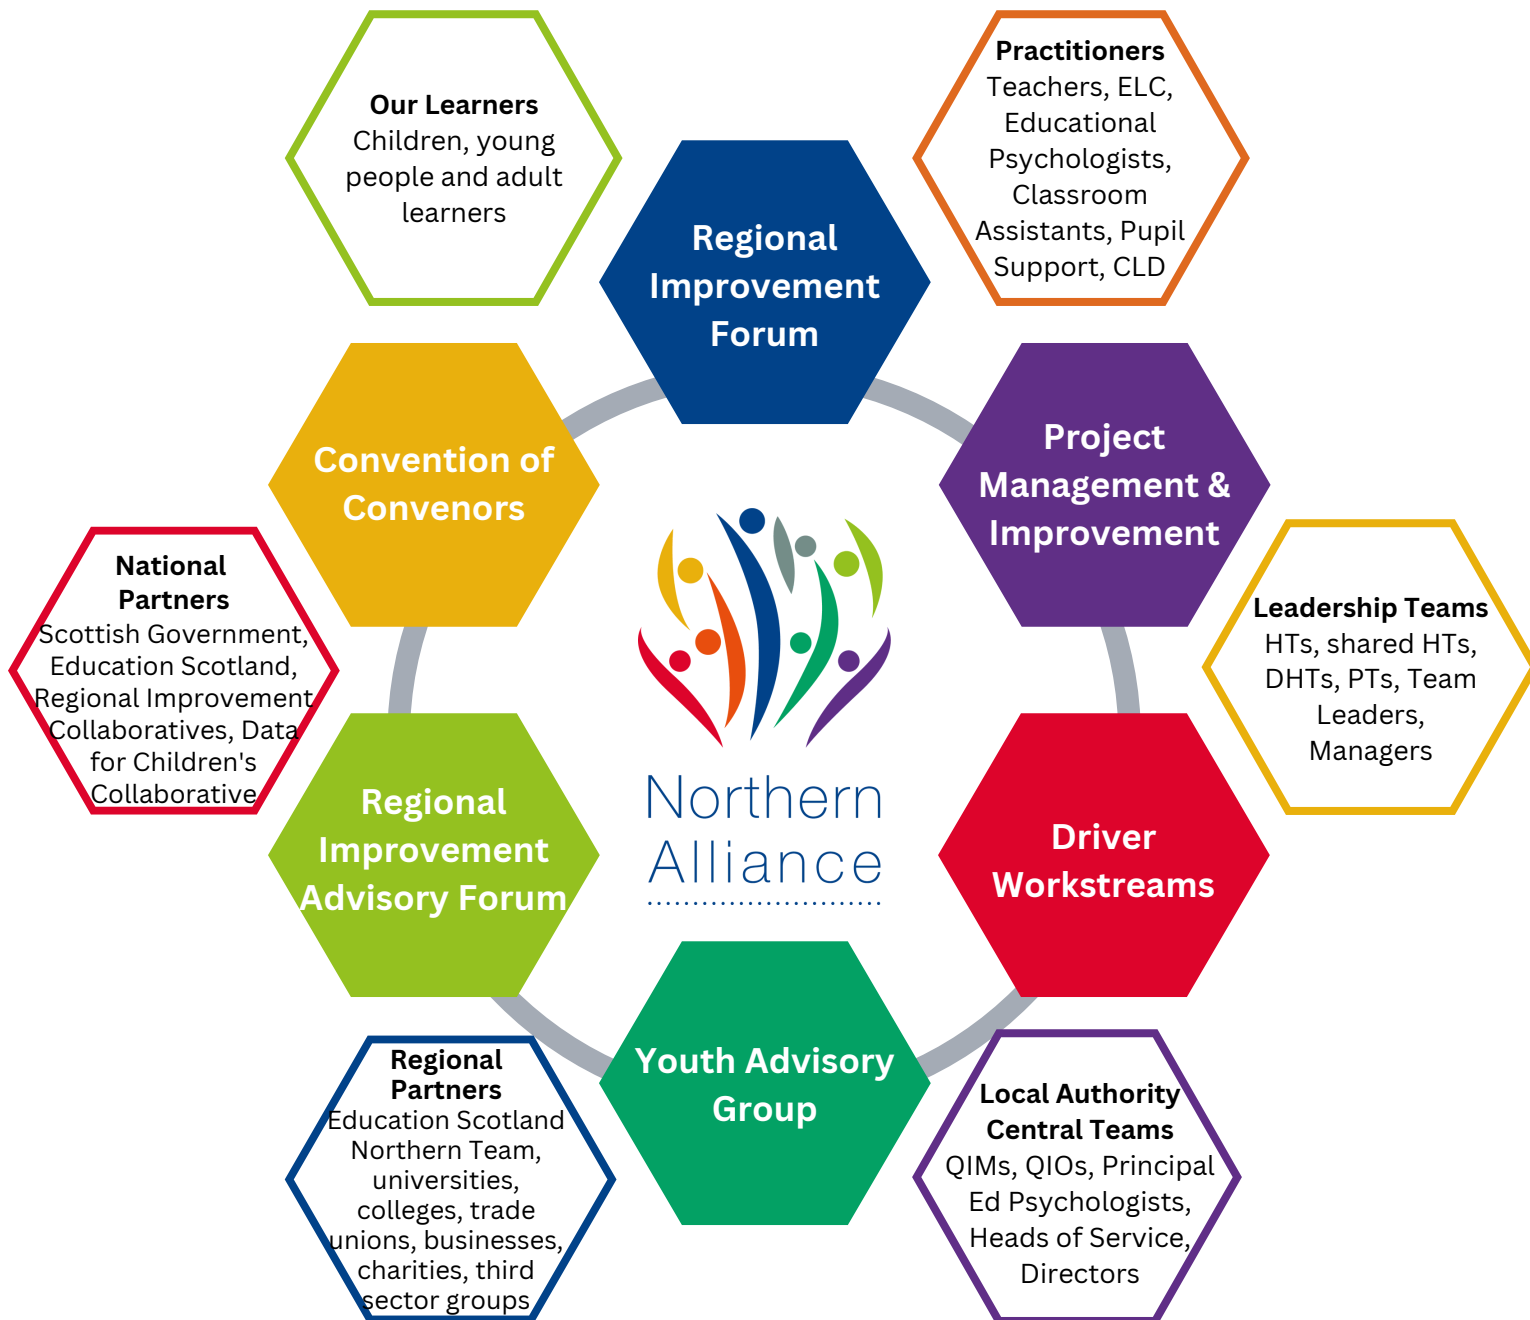 Our Learners
Children, young
people and adult
learners
Practitioners
Teachers, ELC,
Educational
Psychologists,
Classroom
Assistants, Pupil
Support, CLD
Regional
Improvement
Forum
Convention of
Convenors
Project
Management &
Improvement
National
Partners
Scottish Government,
Education Scotland,
Regional Improvement
Collaboratives, Data
for Children's
Collaborative
Leadership Teams
HTs, shared HTs,
DHTs, PTs, Team
Leaders,
Managers
Northern
Alliance
Regional
Improvement
Advisory Forum
Driver
Workstreams
Youth Advisory
Group
Regional
Partners
Education Scotland
Northern Team,
universities,
colleges, trade
unions, businesses,
charities, third
sector groups
Local Authority
Central Teams
QIMs, QIOs, Principal
Ed Psychologists,
Heads of Service,
Directors